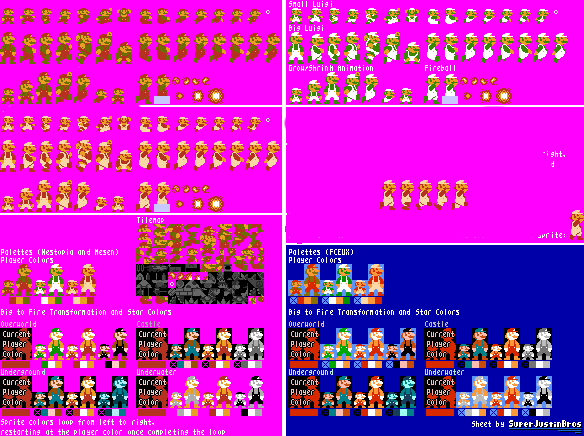 Small Luigi
Big Luigi
Grow/Shrink Animation
Fireball
right.
d
Sprite:
Tilemap
Palettes (Nestopia and Mesen)
Player Colors
Big to Fire Transformation and Star Colors
Overworld
Castle
Current
Player
Color
Current
Player
Color
Underground
Underwater
Current
Player
Color
Current
Player
Color
Sprite colors loop from left to right,
restarting at the player color once completing the loop
Palettes (FCEUX)
Player Colors
Big to Fire Transformation and Star Colors
Overworld
Castle
Current
Player
Color
Current
Player
Color
Underground
Underwater
Current
Player
Color
Current
Player
Color
Sheet by SuperJustinBros